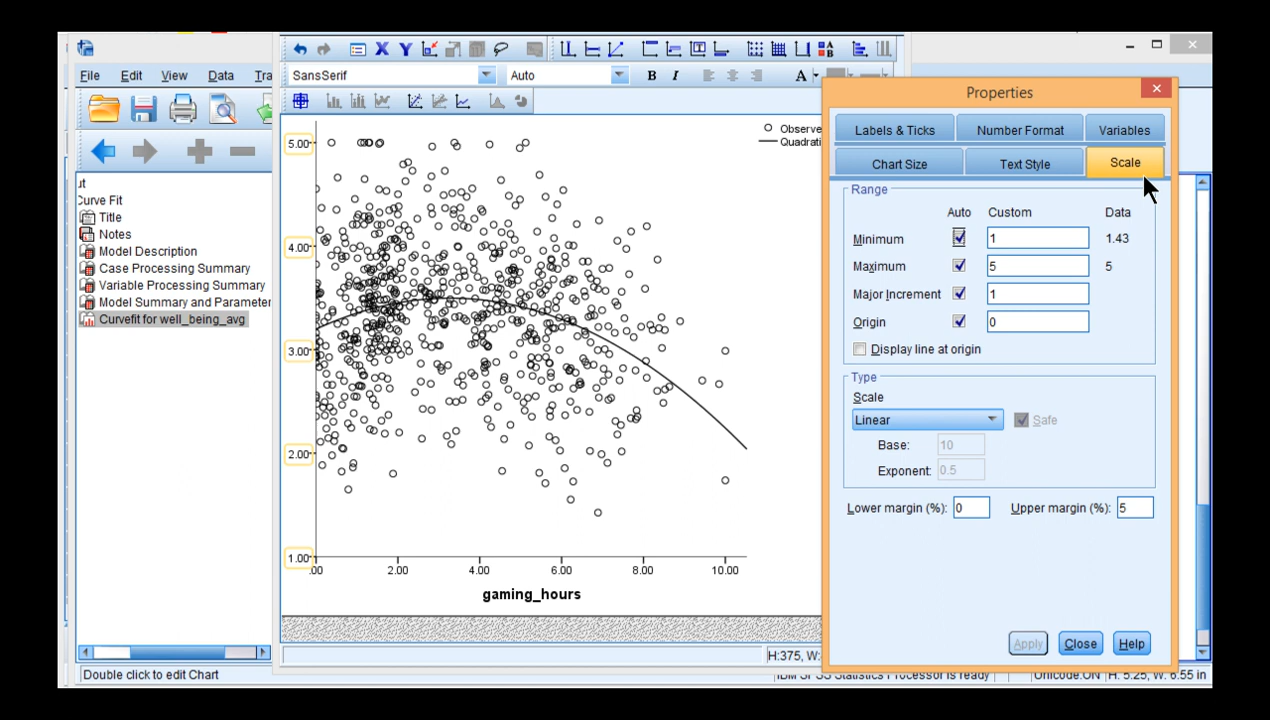 File Edit View Data Tra
SansSerif Auto B I A
X Y
ut
Curve Fit
Title
Notes
Model Description
Case Processing Summary
Variable Processing Summary
Model Summary and Parameter
Curvefit for well_being_avg
Double click to edit Chart
Observe
Quadrati
5.00
4.00
3.00
2.00
1.00
.00 2.00 4.00 6.00 8.00 10.00
gaming_hours
H:375, W:
Properties
Labels & Ticks Number Format Variables
Chart Size Text Style Scale
Range
Auto Custom Data
Minimum 1 1.43
Maximum 5 5
Major Increment 1
Origin 0
Display line at origin
Type
Scale
Linear Safe
Base: 10
Exponent: 0.5
Lower margin (%): 0 Upper margin (%): 5
Apply Close Help
IBM SPSS Statistics Processor is ready Unicode:ON H: 5.25, W: 6.55 in